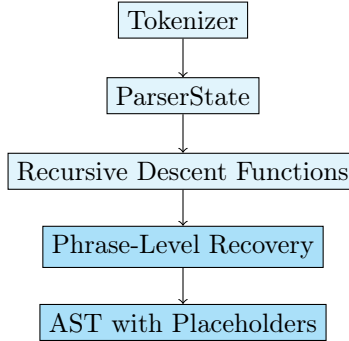 Tokenizer
ParserState
Recursive Descent Functions
Phrase-Level Recovery
AST with Placeholders